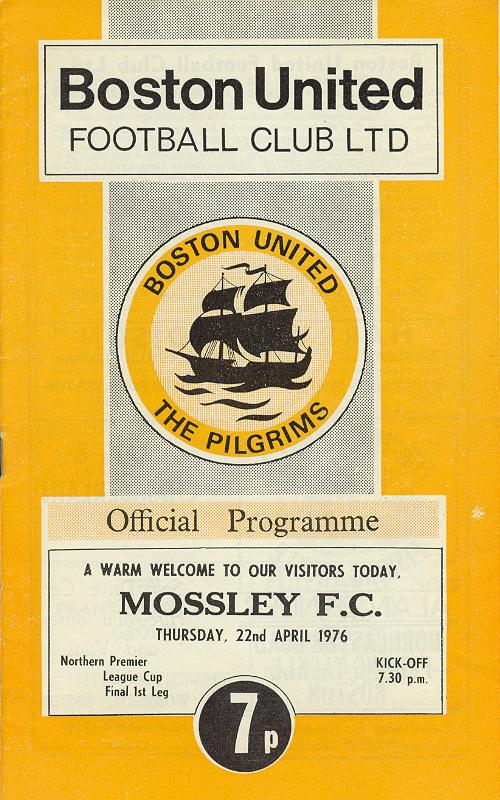 Boston United
FOOTBALL CLUB LTD
BOSTON UNITED
THE PILGRIMS
Official Programme
A WARM WELCOME TO OUR VISITORS TODAY,
MOSSLEY F.C.
THURSDAY, 22nd APRIL 1976
Northern Premier
League Cup
Final 1st Leg
KICK-OFF
7.30 p.m.
7p